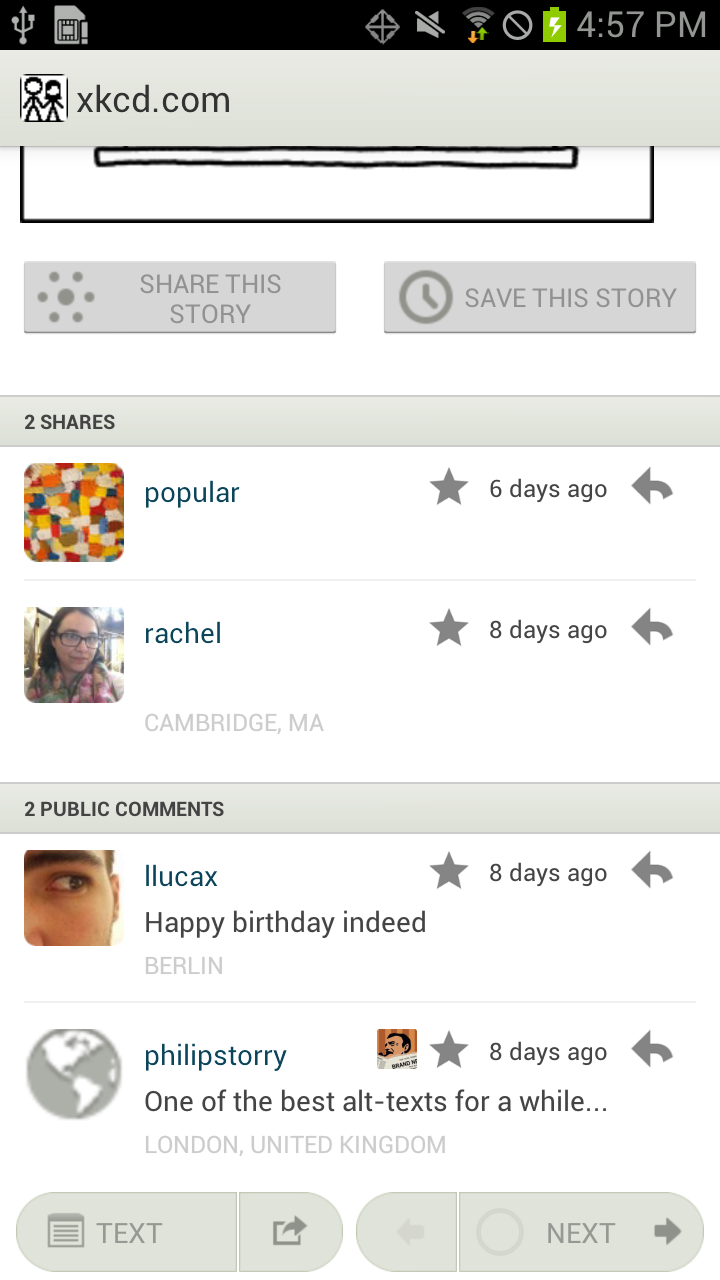 4:57 PM
xkcd.com
SHARE THIS
STORY
SAVE THIS STORY
2 SHARES
popular
6 days ago
rachel
8 days ago
CAMBRIDGE, MA
2 PUBLIC COMMENTS
llucax
8 days ago
Happy birthday indeed
BERLIN
philipstorry
8 days ago
One of the best alt-texts for a while...
LONDON, UNITED KINGDOM
TEXT
NEXT